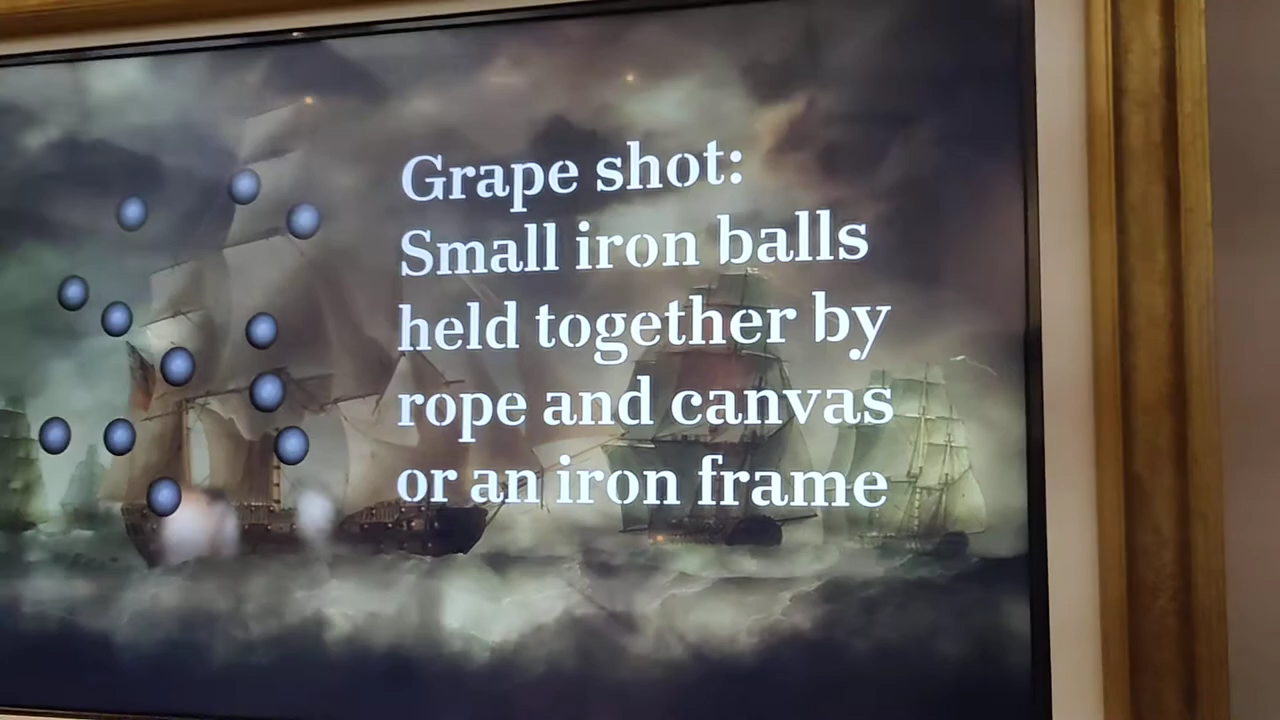 Grape shot:
Small iron balls
held together by
rope and canvas
or an iron frame